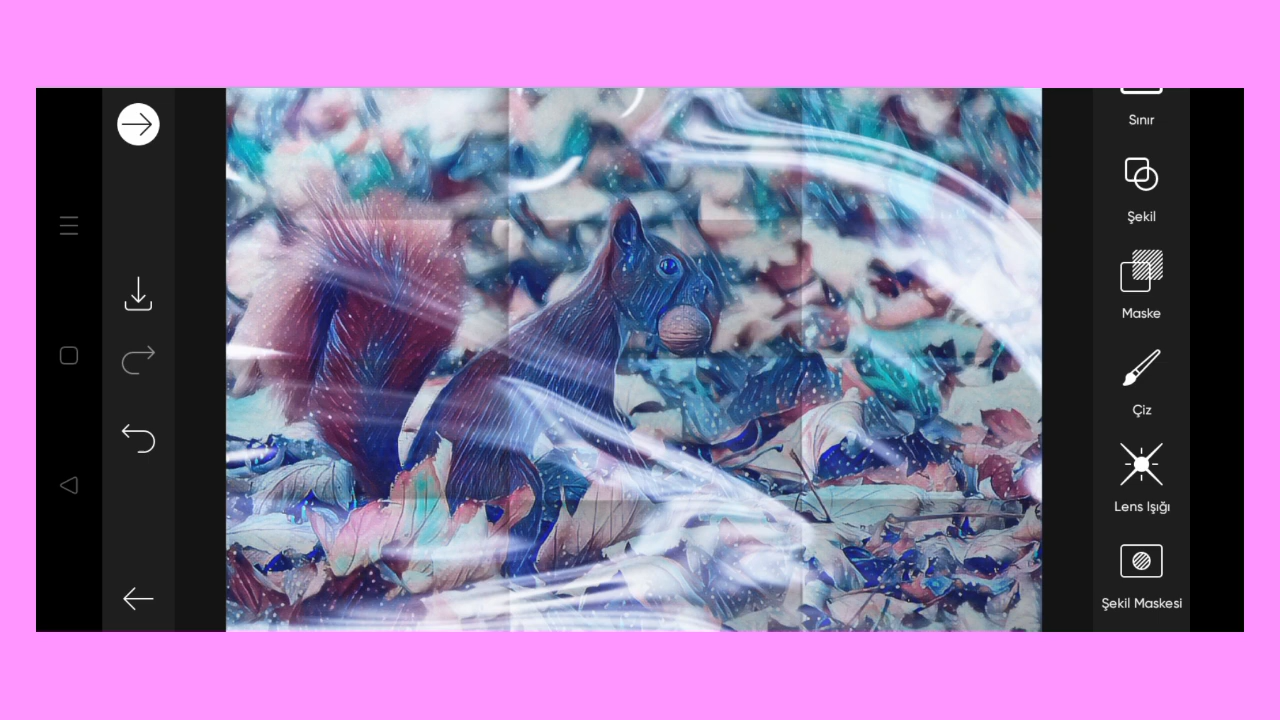 Sınır
Şekil
Maske
Çiz
Lens Işığı
Şekil Maskesi